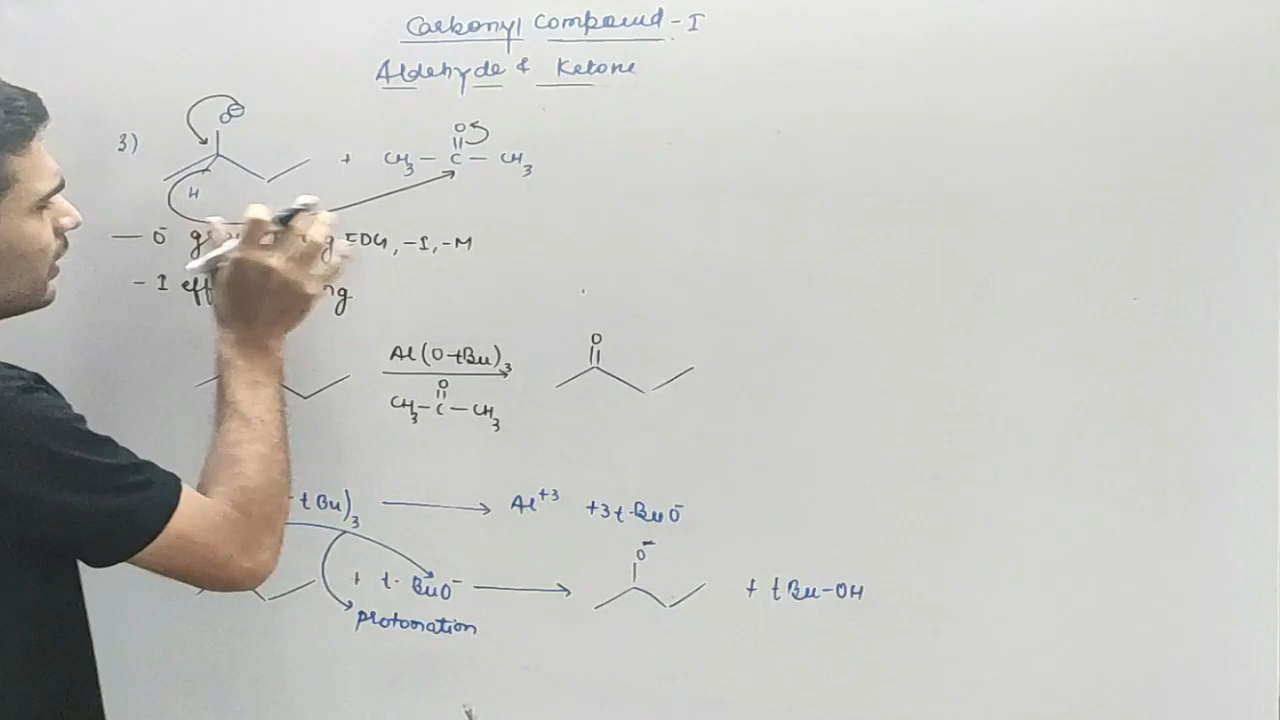 Carbonyl Compound - I
Aldehyde & Ketone
3)
O⊖
H
+
O
CH3 - C - CH3
— O⁻ EDG, -I, -M
- I
Al(O-tBu)3
O
CH3 - C - CH3
O
tBu)3 Al+3 +3t-BuO⁻
+ t-BuO⁻
O⁻
+ tBu-OH
protonation